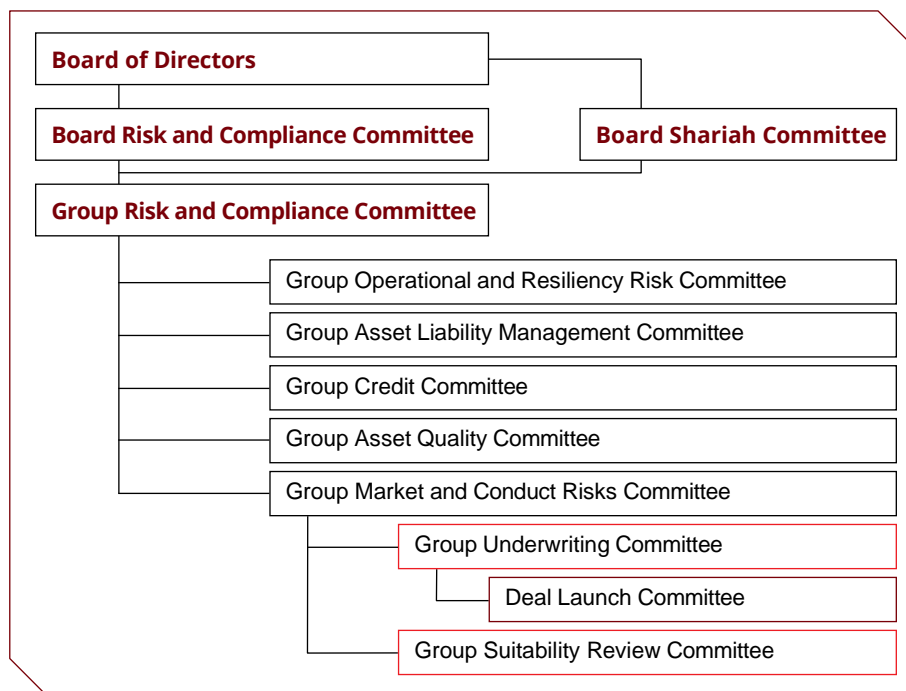 Board of Directors
Board Risk and Compliance Committee
Board Shariah Committee
Group Risk and Compliance Committee
Group Operational and Resiliency Risk Committee
Group Asset Liability Management Committee
Group Credit Committee
Group Asset Quality Committee
Group Market and Conduct Risks Committee
Group Underwriting Committee
Deal Launch Committee
Group Suitability Review Committee